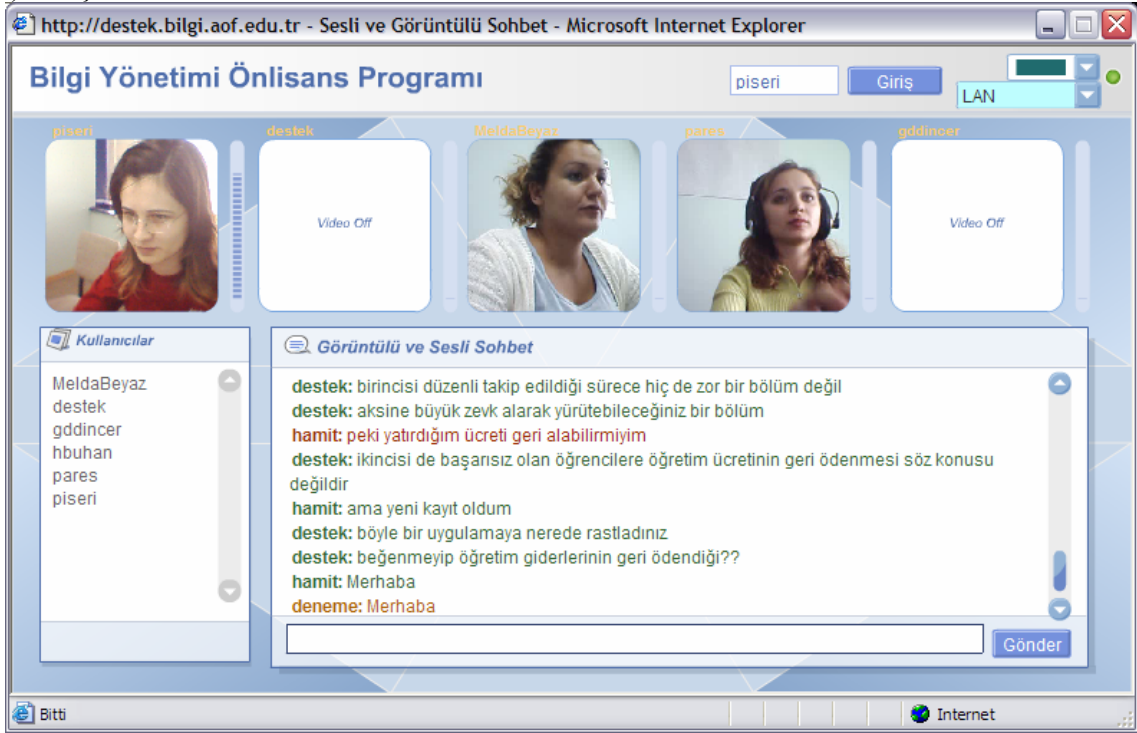 http://destek.bilgi.aof.edu.tr - Sesli ve Görüntülü Sohbet - Microsoft Internet Explorer
Bilgi Yönetimi Önlisans Programı
piseri
Giriş
LAN
piseri
destek
MeldaBeyaz
pares
gddincer
Video Off
Video Off
Kullanıcılar
MeldaBeyaz
destek
gddincer
hbuhan
pares
piseri
Görüntülü ve Sesli Sohbet
destek: birincisi düzenli takip edildiği sürece hiç de zor bir bölüm değil
destek: aksine büyük zevk alarak yürütebileceğiniz bir bölüm
hamit: peki yatırdığım ücreti geri alabilirmiyim
destek: ikincisi de başarısız olan öğrencilere öğretim ücretinin geri ödenmesi söz konusu
değildir
hamit: ama yeni kayıt oldum
destek: böyle bir uygulamaya nerede rastladınız
destek: beğenmeyip öğretim giderlerinin geri ödendiği??
hamit: Merhaba
deneme: Merhaba
Gönder
Bitti
Internet